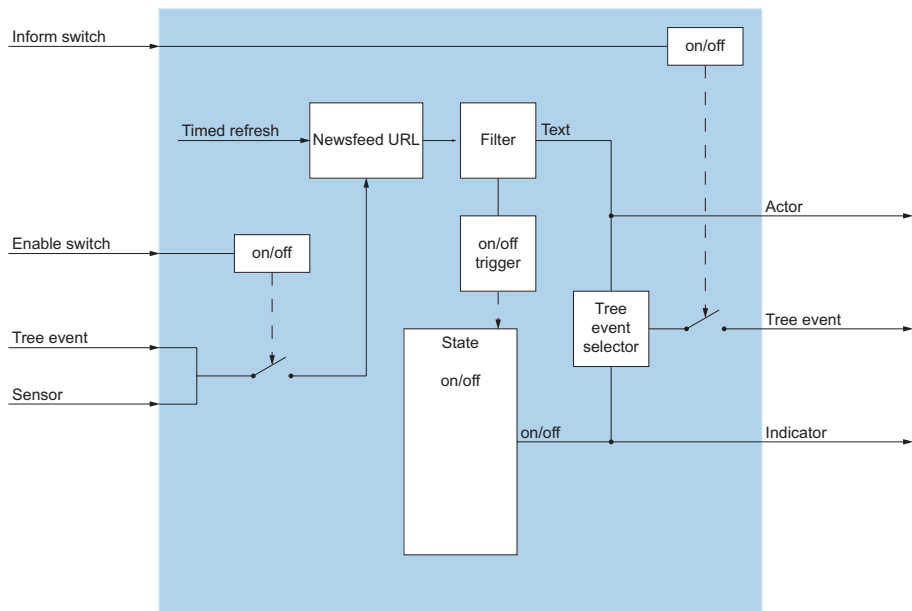 Inform switch
on/off
Timed refresh
Newsfeed URL
Filter
Text
Actor
Enable switch
on/off
on/off
trigger
Tree event
Sensor
State
on/off
Tree
event
selector
Tree event
on/off
Indicator